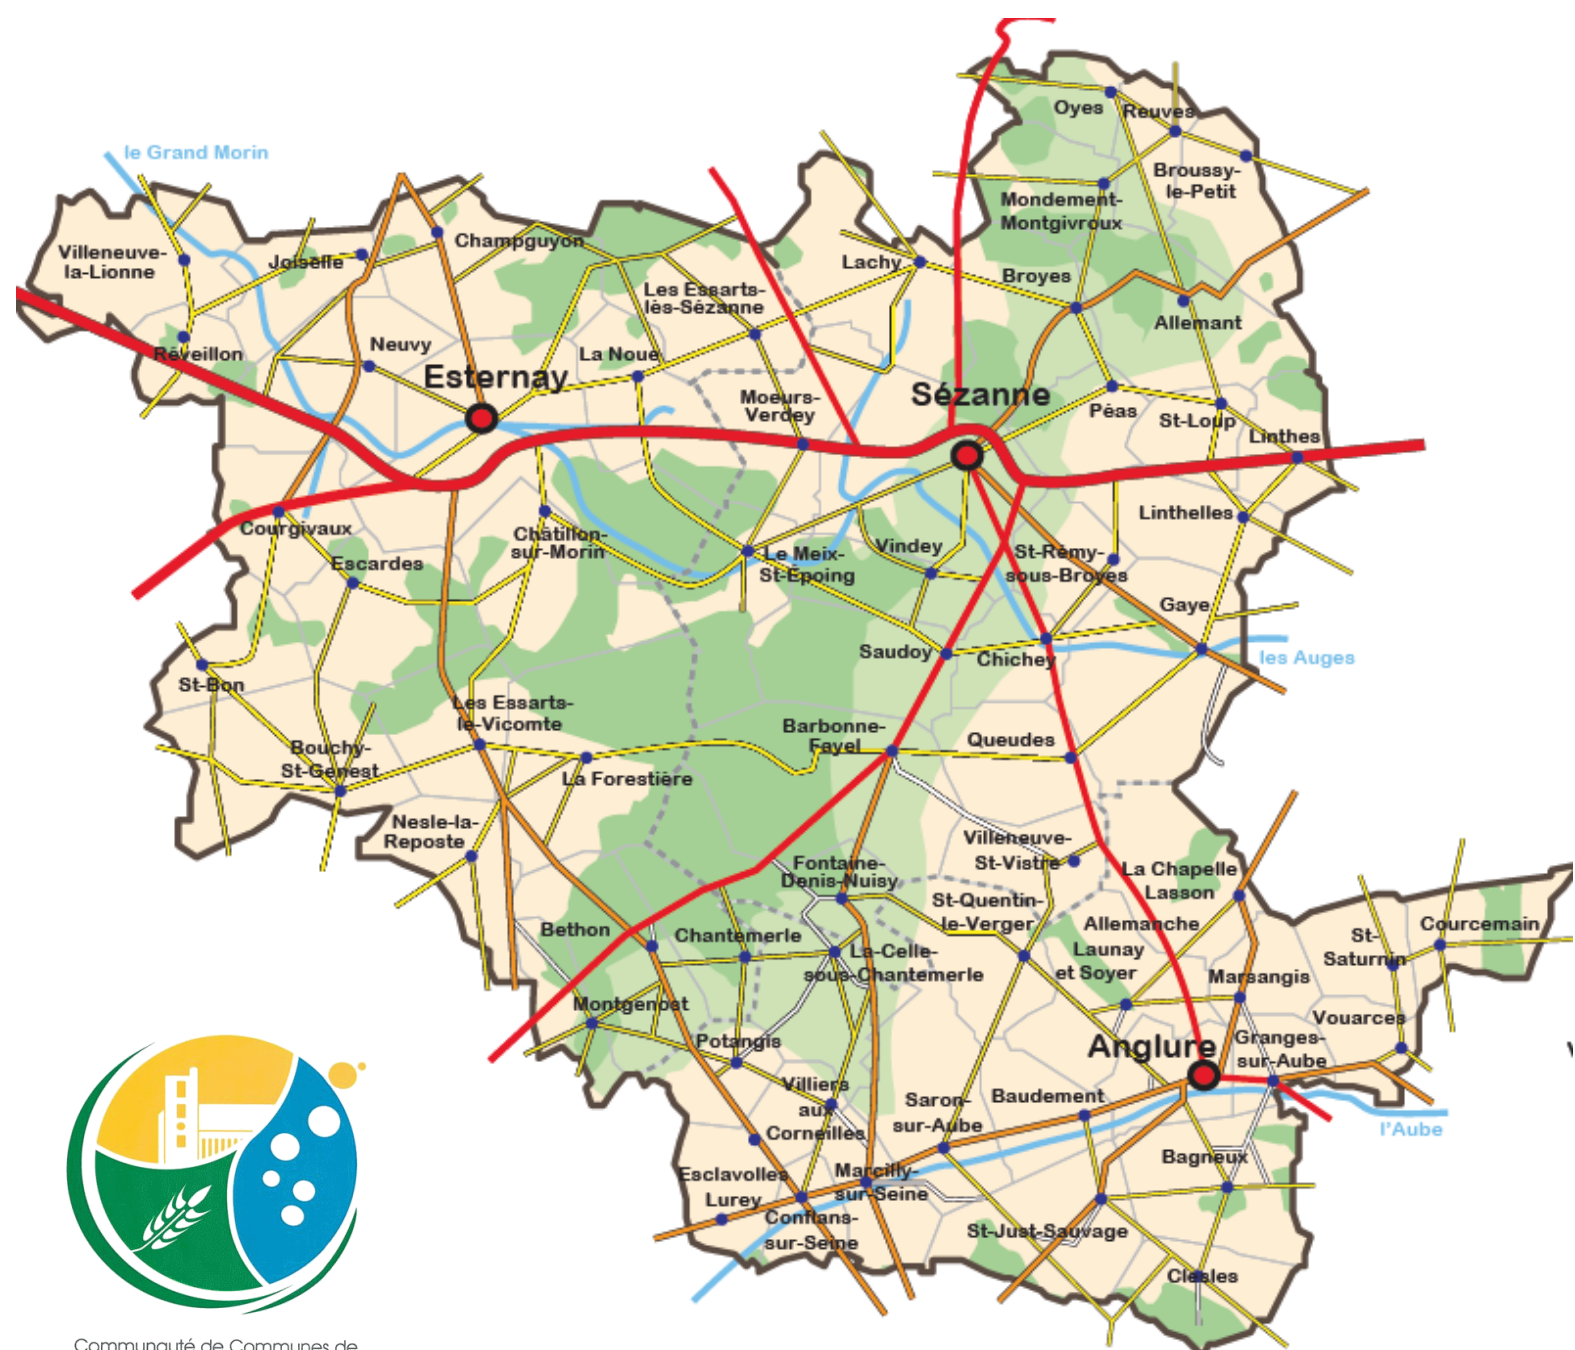 Oyes
Reuves
le Grand Morin
Broussy-
le-Petit
Mondement-
Montgivroux
Villeneuve-
la-Lionne
Joiselle
Champguyon
Lachy
Broyes
Les Essarts-
lès-Sézanne
Allemant
Réveillon
Neuvy
La Noue
Esternay
Sézanne
Moeurs-
Verdey
Péas
St-Loup
Linthes
Linthelles
Courgivaux
Châtillon-
sur-Morin
Escardes
Le Meix-
St-Epoing
Vindey
St-Rémy-
sous-Broyes
Gaye
Saudoy
Chichey
les Auges
St-Bon
Les Essarts-
le-Vicomte
Bouchy-
St-Genest
La Forestière
Barbonne-
Fayel
Queudes
Nesle-la-
Reposte
Villeneuve-
St-Vistre
Fontaine-
Denis-Nuisy
La Chapelle
Lasson
St-Quentin-
le-Verger
Allemanche
Launay
et Soyer
Bethon
Chantemerle
La-Celle-
sous-Chantemerle
St-
Saturnin
Courcemain
Marsangis
Montgenost
Vouarces
Potangis
Anglure
Granges-
sur-Aube
Villiers
aux
Corneilles
Saron-
sur-Aube
Baudement
l'Aube
Bagneux
Esclavolles
Lurey
Marcilly-
sur-Seine
Conflans-
sur-Seine
St-Just-Sauvage
Clesles
Communauté de Communes de